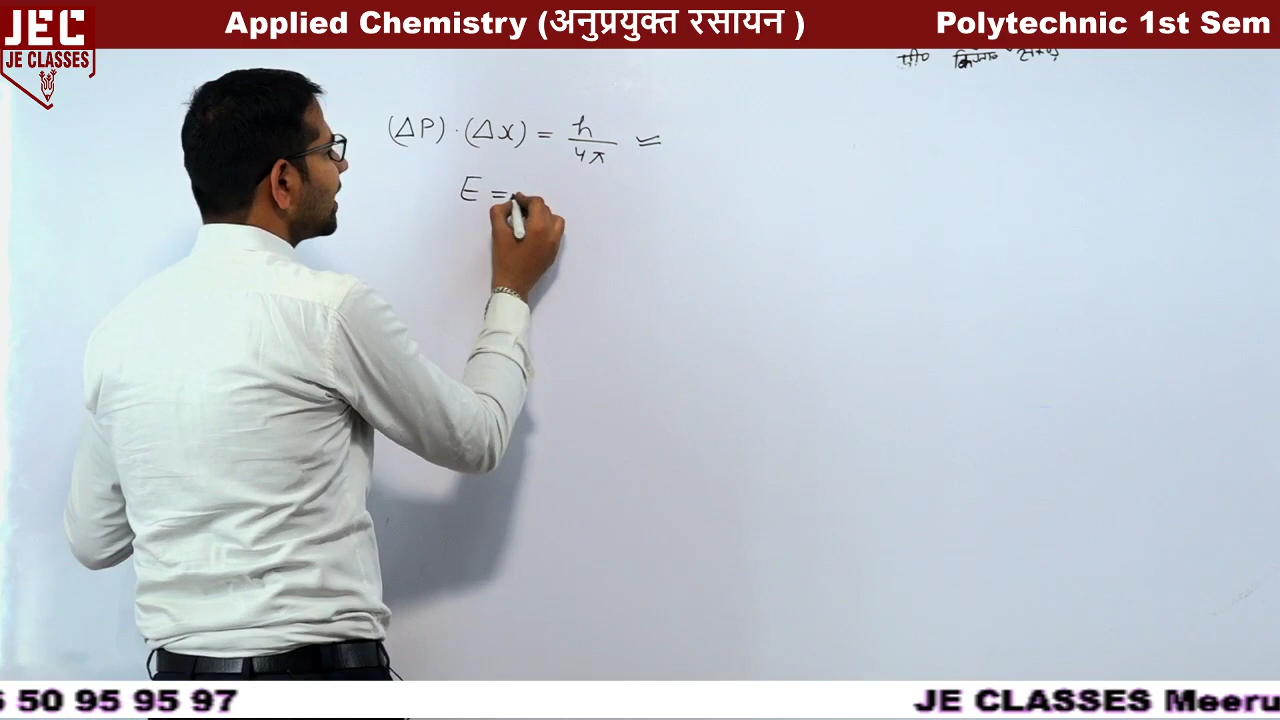 JEC
JE CLASSES
Applied Chemistry (अनुप्रयुक्त रसायन )
Polytechnic 1st Sem
(ΔP)·(Δx) = h/4π
E =
50 95 95 97
JE CLASSES Meeru